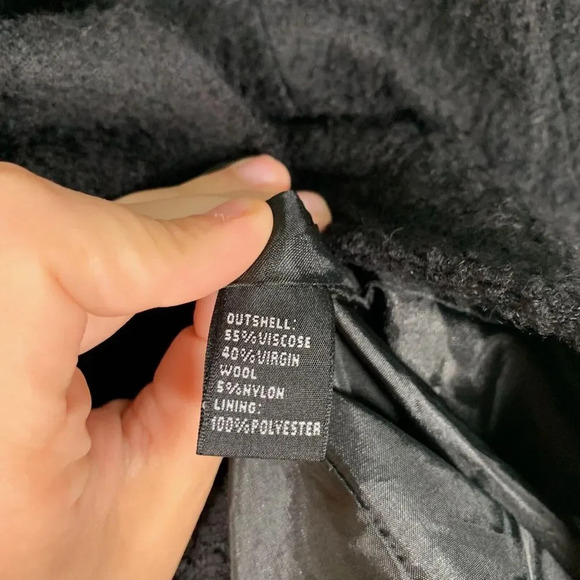 OUTSHELL:
55%VISCOSE
40%VIRGIN
WOOL
5%NYLON
LINING:
100%POLYESTER